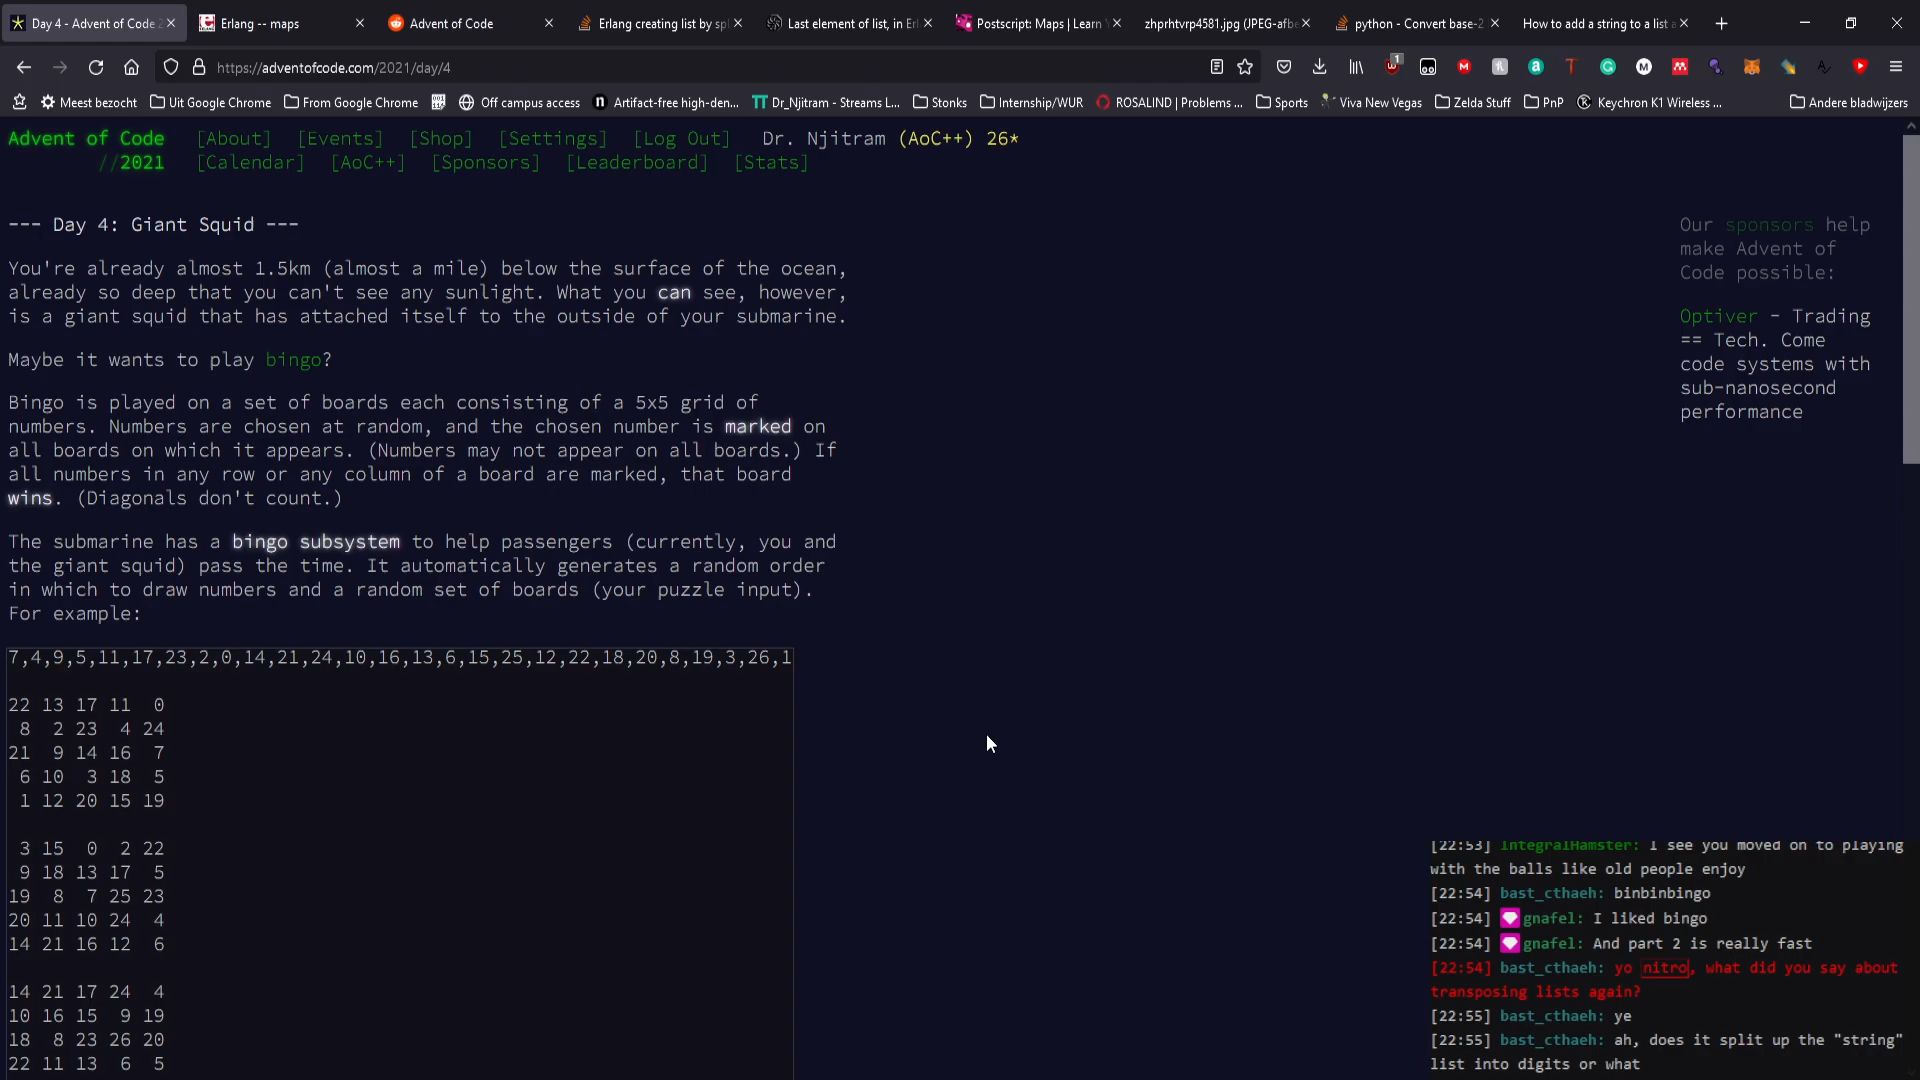 Day 4 - Advent of Code 2
Erlang -- maps
Advent of Code
Erlang creating list by sp
Last element of list, in Er
Postscript: Maps | Learn
zhprhtvrp4581.jpg (JPEG-afbe
python - Convert base-2
How to add a string to a list a
https://adventofcode.com/2021/day/4
1
Meest bezocht
Uit Google Chrome
From Google Chrome
Off campus access
Artifact-free high-den...
Dr_Njitram - Streams L...
Stonks
Internship/WUR
ROSALIND | Problems ...
Sports
Viva New Vegas
Zelda Stuff
PnP
Keychron K1 Wireless ...
Andere bladwijzers
Advent of Code [About] [Events] [Shop] [Settings] [Log Out] Dr. Njitram (AoC++) 26*
//2021 [Calendar] [AoC++] [Sponsors] [Leaderboard] [Stats]
--- Day 4: Giant Squid ---
You're already almost 1.5km (almost a mile) below the surface of the ocean,
already so deep that you can't see any sunlight. What you can see, however,
is a giant squid that has attached itself to the outside of your submarine.
Maybe it wants to play bingo?
Bingo is played on a set of boards each consisting of a 5x5 grid of
numbers. Numbers are chosen at random, and the chosen number is marked on
all boards on which it appears. (Numbers may not appear on all boards.) If
all numbers in any row or any column of a board are marked, that board
wins. (Diagonals don't count.)
The submarine has a bingo subsystem to help passengers (currently, you and
the giant squid) pass the time. It automatically generates a random order
in which to draw numbers and a random set of boards (your puzzle input).
For example:
7,4,9,5,11,17,23,2,0,14,21,24,10,16,13,6,15,25,12,22,18,20,8,19,3,26,1
22 13 17 11  0
8  2 23  4 24
21  9 14 16  7
6 10  3 18  5
1 12 20 15 19
3 15  0  2 22
9 18 13 17  5
19  8  7 25 23
20 11 10 24  4
14 21 16 12  6
14 21 17 24  4
10 16 15  9 19
18  8 23 26 20
22 11 13  6  5
Our sponsors help
make Advent of
Code possible:
Optiver - Trading
== Tech. Come
code systems with
sub-nanosecond
performance
[22:53] IntegralHamster: I see you moved on to playing
with the balls like old people enjoy
[22:54] bast_cthaeh: binbinbingo
[22:54] gnafel: I liked bingo
[22:54] gnafel: And part 2 is really fast
[22:54] bast_cthaeh: yo nitro, what did you say about
transposing lists again?
[22:55] bast_cthaeh: ye
[22:55] bast_cthaeh: ah, does it split up the "string"
list into digits or what